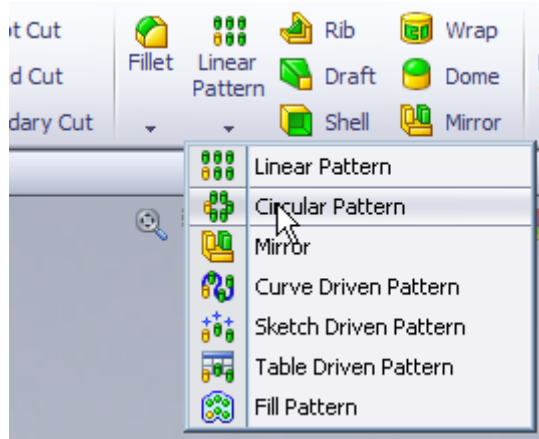 t Cut
d Cut
dary Cut
Fillet
Linear
Pattern
Rib
Draft
Shell
Wrap
Dome
Mirror
Linear Pattern
Circular Pattern
Mirror
Curve Driven Pattern
Sketch Driven Pattern
Table Driven Pattern
Fill Pattern